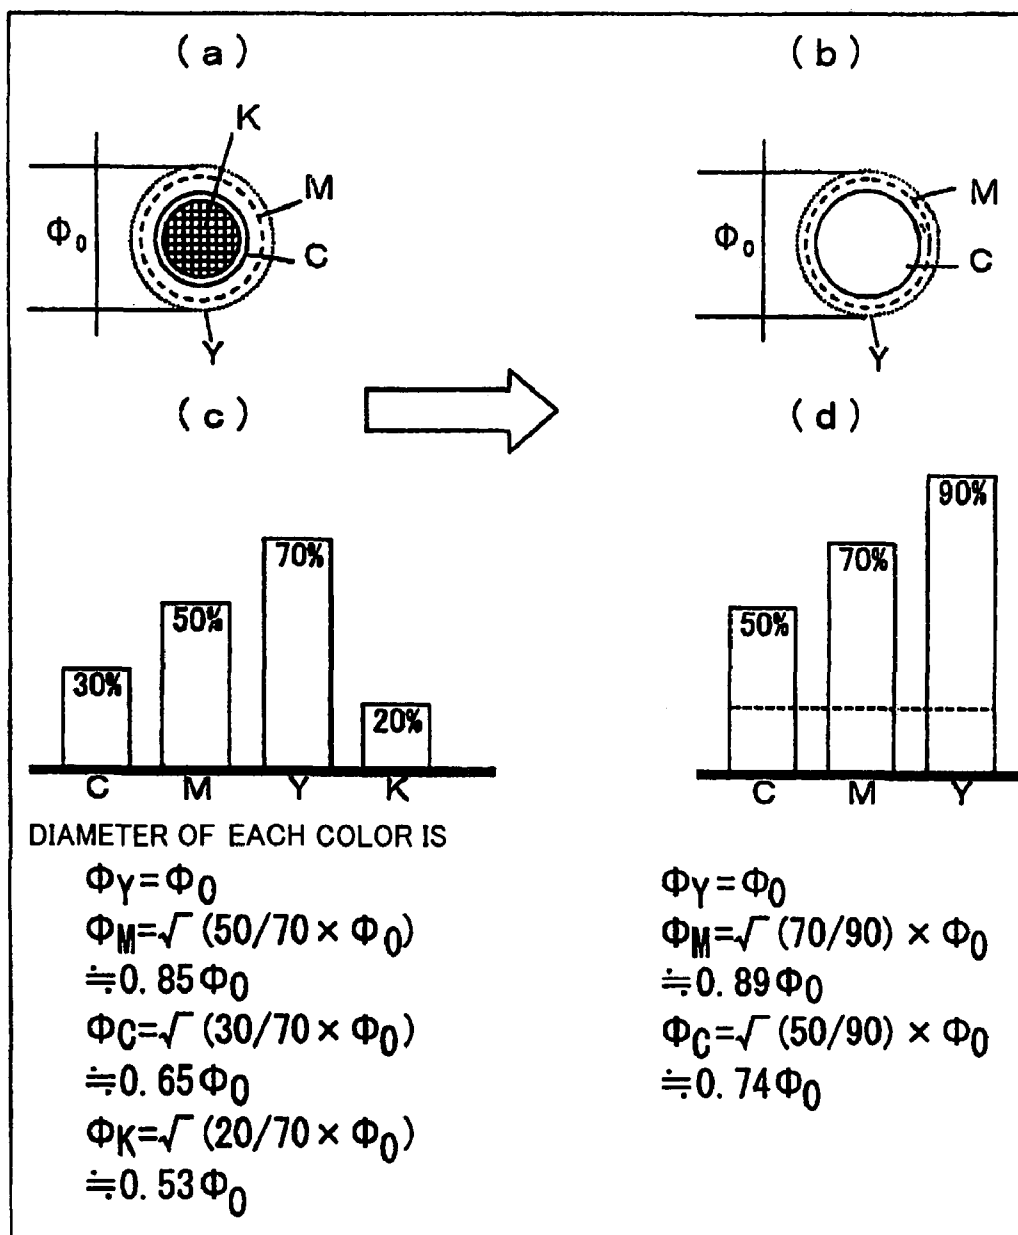 (a)
K
M
Φ0
C
Y
(b)
M
Φ0
C
Y
(c)
30%
50%
70%
20%
C M Y K
(d)
50%
70%
90%
C M Y
DIAMETER OF EACH COLOR IS
ΦY=Φ0
ΦM=√(50/70×Φ0)
≒0.85Φ0
ΦC=√(30/70×Φ0)
≒0.65Φ0
ΦK=√(20/70×Φ0)
≒0.53Φ0
ΦY=Φ0
ΦM=√(70/90)×Φ0
≒0.89Φ0
ΦC=√(50/90)×Φ0
≒0.74Φ0